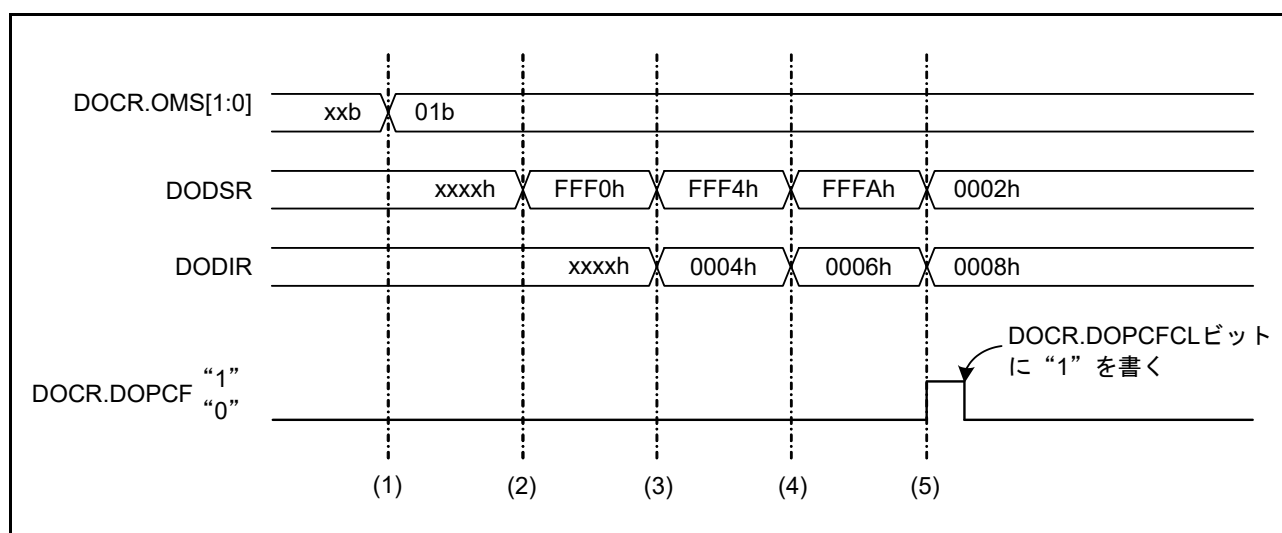 DOCR.OMS[1:0] xxb 01b
DODSR xxxxh FFF0h FFF4h FFFAh 0002h
DODIR xxxxh 0004h 0006h 0008h
DOCR.DOPCFCLビット
に“1”を書く
DOCR.DOPCF “1”
“0”
(1) (2) (3) (4) (5)